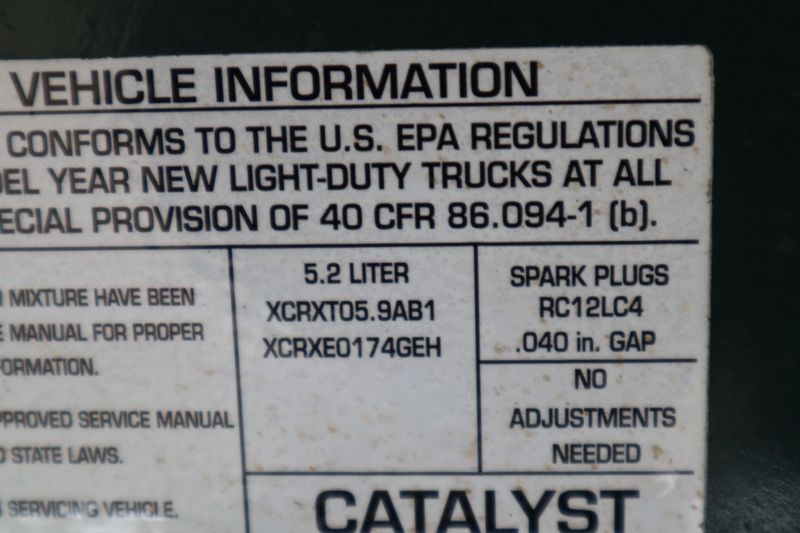 VEHICLE INFORMATION
CONFORMS TO THE U.S. EPA REGULATIONS
DEL YEAR NEW LIGHT-DUTY TRUCKS AT ALL
ECIAL PROVISION OF 40 CFR 86.094-1 (b).
MIXTURE HAVE BEEN
MANUAL FOR PROPER
FORMATION.
PPROVED SERVICE MANUAL
STATE LAWS.
SERVICING VEHICLE.
5.2 LITER
XCRXT05.9AB1
XCRXE0174GEH
SPARK PLUGS
RC12LC4
.040 in. GAP
NO
ADJUSTMENTS
NEEDED
CATALYST